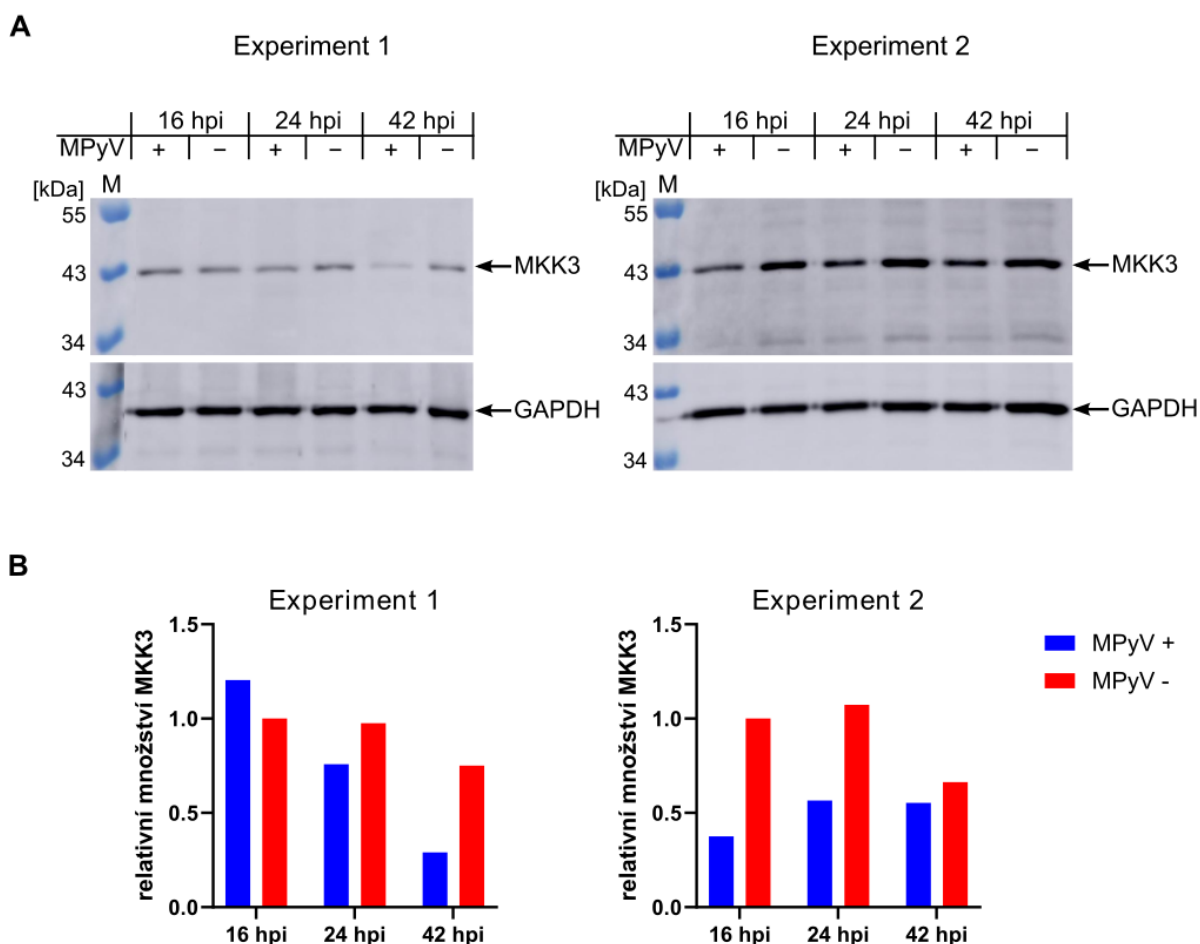 A
Experiment 1
Experiment 2
16 hpi 24 hpi 42 hpi
MPyV + − + − + −
[kDa] M
55
43
34
MKK3
43
34
GAPDH
16 hpi 24 hpi 42 hpi
MPyV + − + − + −
[kDa] M
55
43
34
MKK3
43
34
GAPDH
B
Experiment 1
relativní množství MKK3
1.5
1.0
0.5
0.0
16 hpi 24 hpi 42 hpi
Experiment 2
relativní množství MKK3
1.5
1.0
0.5
0.0
16 hpi 24 hpi 42 hpi
MPyV +
MPyV -